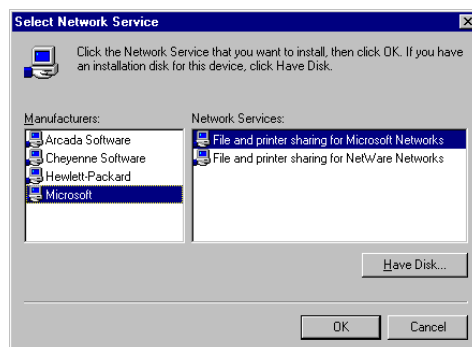 Select Network Service
Click the Network Service that you want to install, then click OK. If you have
an installation disk for this device, click Have Disk.
Manufacturers:
Arcada Software
Cheyenne Software
Hewlett-Packard
Microsoft
Network Services:
File and printer sharing for Microsoft Networks
File and printer sharing for NetWare Networks
Have Disk...
OK
Cancel